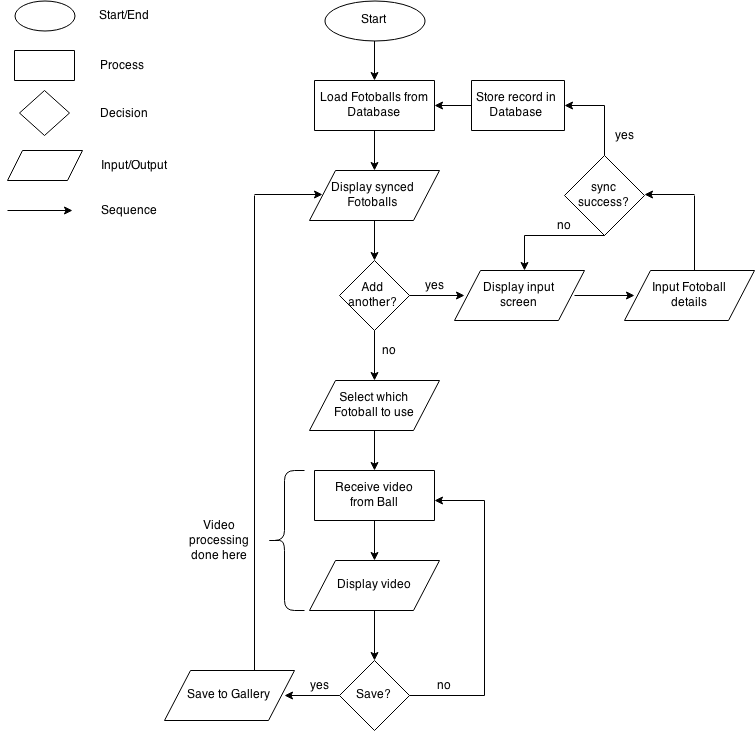 Start/End
Process
Decision
Input/Output
Sequence
Start
Load Fotoballs from
Database
Store record in
Database
yes
sync
success?
no
Display synced
Fotoballs
Add
another?
yes
Display input
screen
Input Fotoball
details
no
Select which
Fotoball to use
Receive video
from Ball
Video
processing
done here
Display video
Save?
yes
no
Save to Gallery